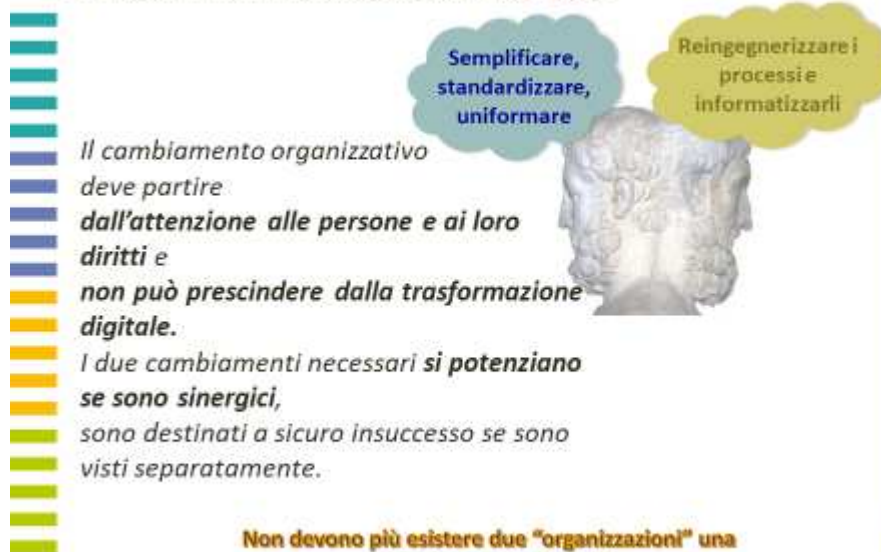 Semplificare,
standardizzare,
uniformare
Reingegnerizzare i
processi e
informatizzarli
Il cambiamento organizzativo
deve partire
dall'attenzione alle persone e ai loro
diritti e
non può prescindere dalla trasformazione
digitale.
I due cambiamenti necessari si potenziano
se sono sinergici,
sono destinati a sicuro insuccesso se sono
visti separatamente.
Non devono più esistere due "organizzazioni" una